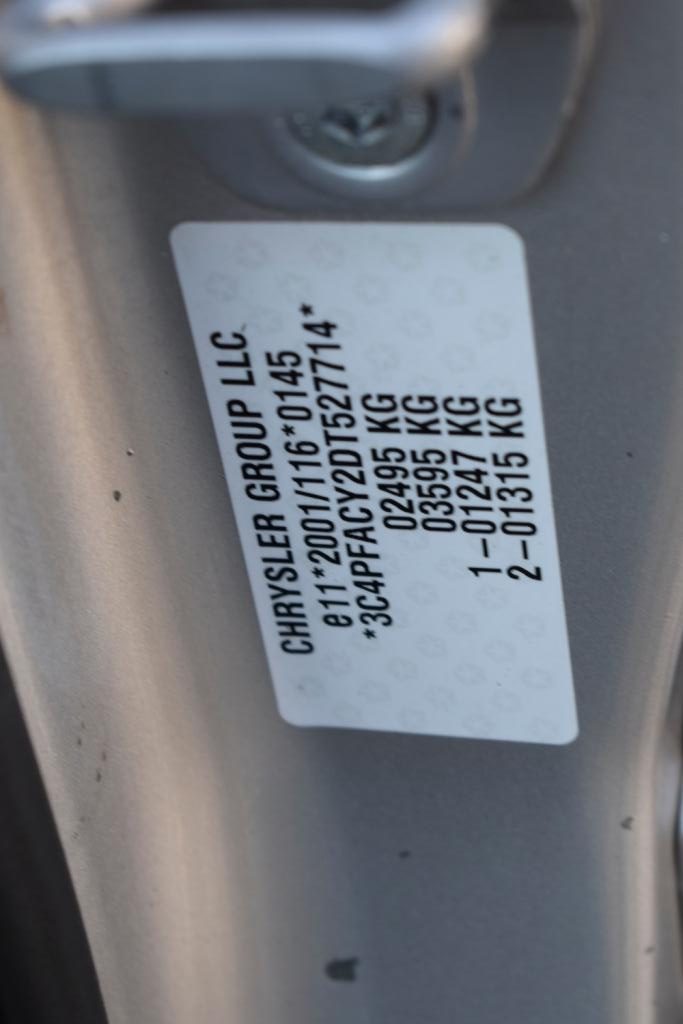 CHRYSLER GROUP LLC
e11*2001/116*0145
*3C4PFACY2DT527714*
02495 KG
03595 KG
1-01247 KG
2-01315 KG